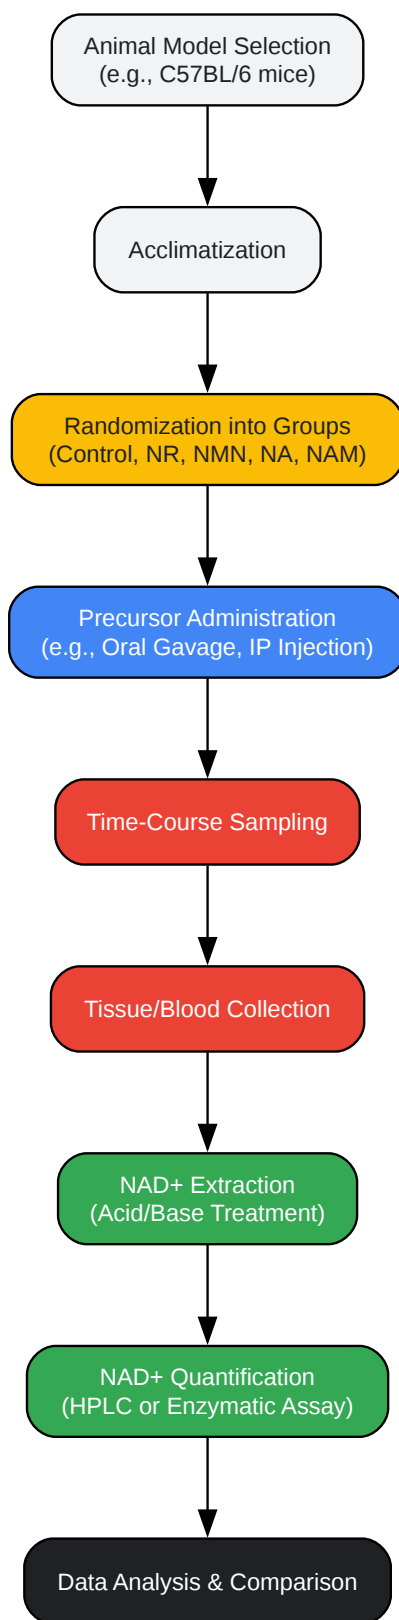 Animal Model Selection
(e.g., C57BL/6 mice)
Acclimatization
Randomization into Groups
(Control, NR, NMN, NA, NAM)
Precursor Administration
(e.g., Oral Gavage, IP Injection)
Time-Course Sampling
Tissue/Blood Collection
NAD+ Extraction
(Acid/Base Treatment)
NAD+ Quantification
(HPLC or Enzymatic Assay)
Data Analysis & Comparison